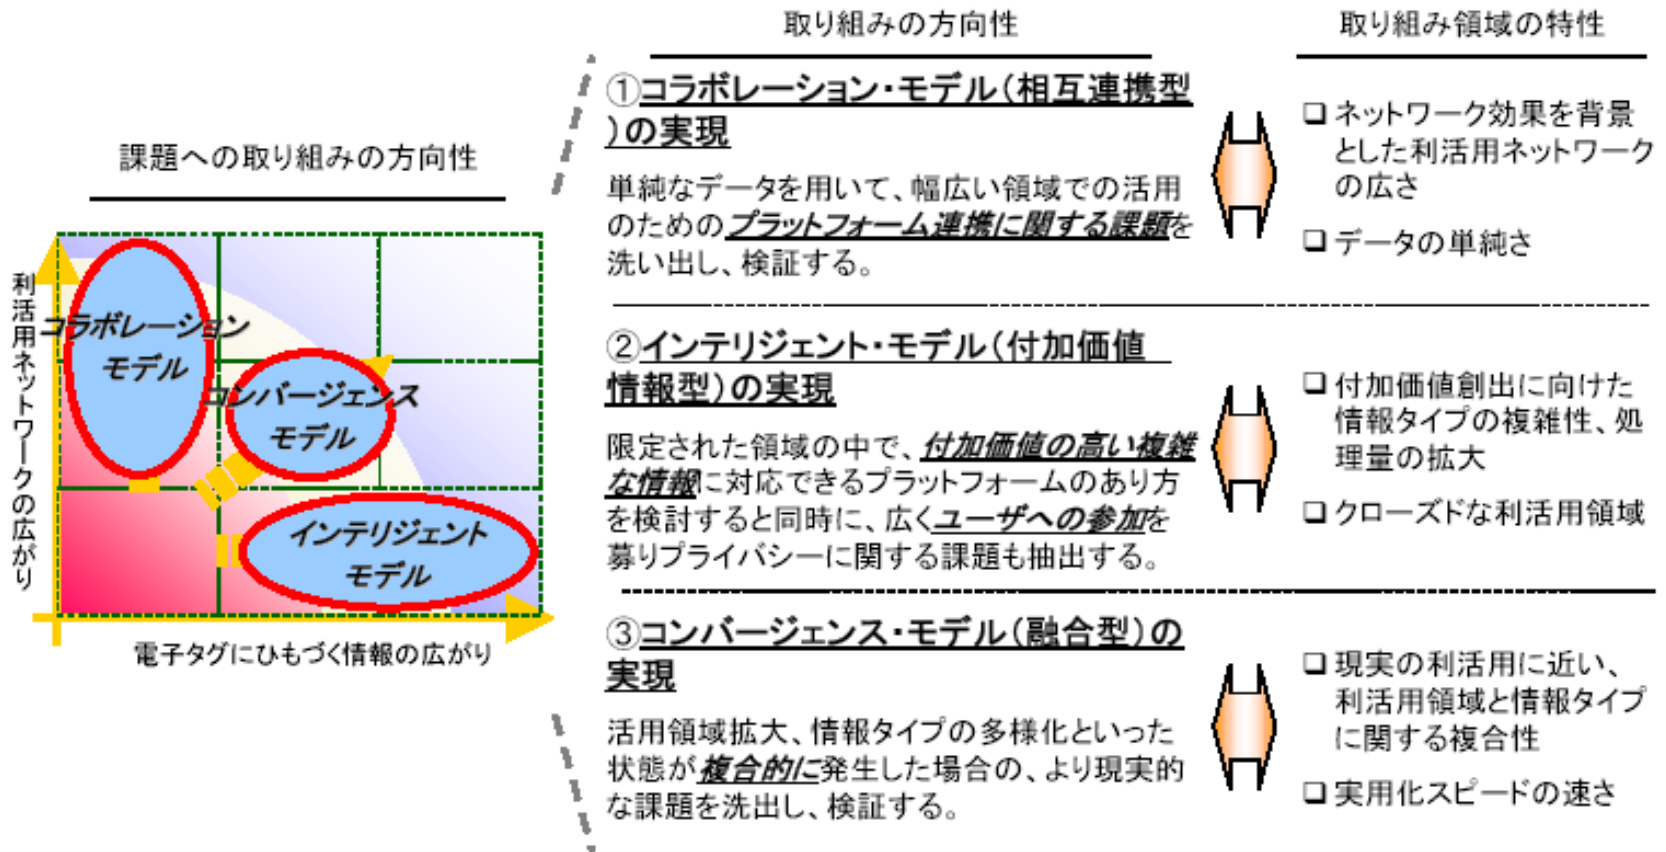 課題への取り組みの方向性
利活用ネットワークの広がり
コラボレーション
モデル
コンバージェンス
モデル
インテリジェント
モデル
電子タグにひもづく情報の広がり
取り組みの方向性
①コラボレーション・モデル(相互連携型
)の実現
単純なデータを用いて、幅広い領域での活用
のためのプラットフォーム連携に関する課題を
洗い出し、検証する。
②インテリジェント・モデル(付加価値
情報型)の実現
限定された領域の中で、付加価値の高い複雑
な情報に対応できるプラットフォームのあり方
を検討すると同時に、広くユーザへの参加を
募りプライバシーに関する課題も抽出する。
③コンバージェンス・モデル(融合型)の
実現
活用領域拡大、情報タイプの多様化といった
状態が複合的に発生した場合の、より現実的
な課題を洗出し、検証する。
取り組み領域の特性
❑ネットワーク効果を背景
とした利活用ネットワーク
の広さ
❑データの単純さ
❑付加価値創出に向けた
情報タイプの複雑性、処
理量の拡大
❑クローズドな利活用領域
❑現実の利活用に近い、
利活用領域と情報タイプ
に関する複合性
❑実用化スピードの速さ